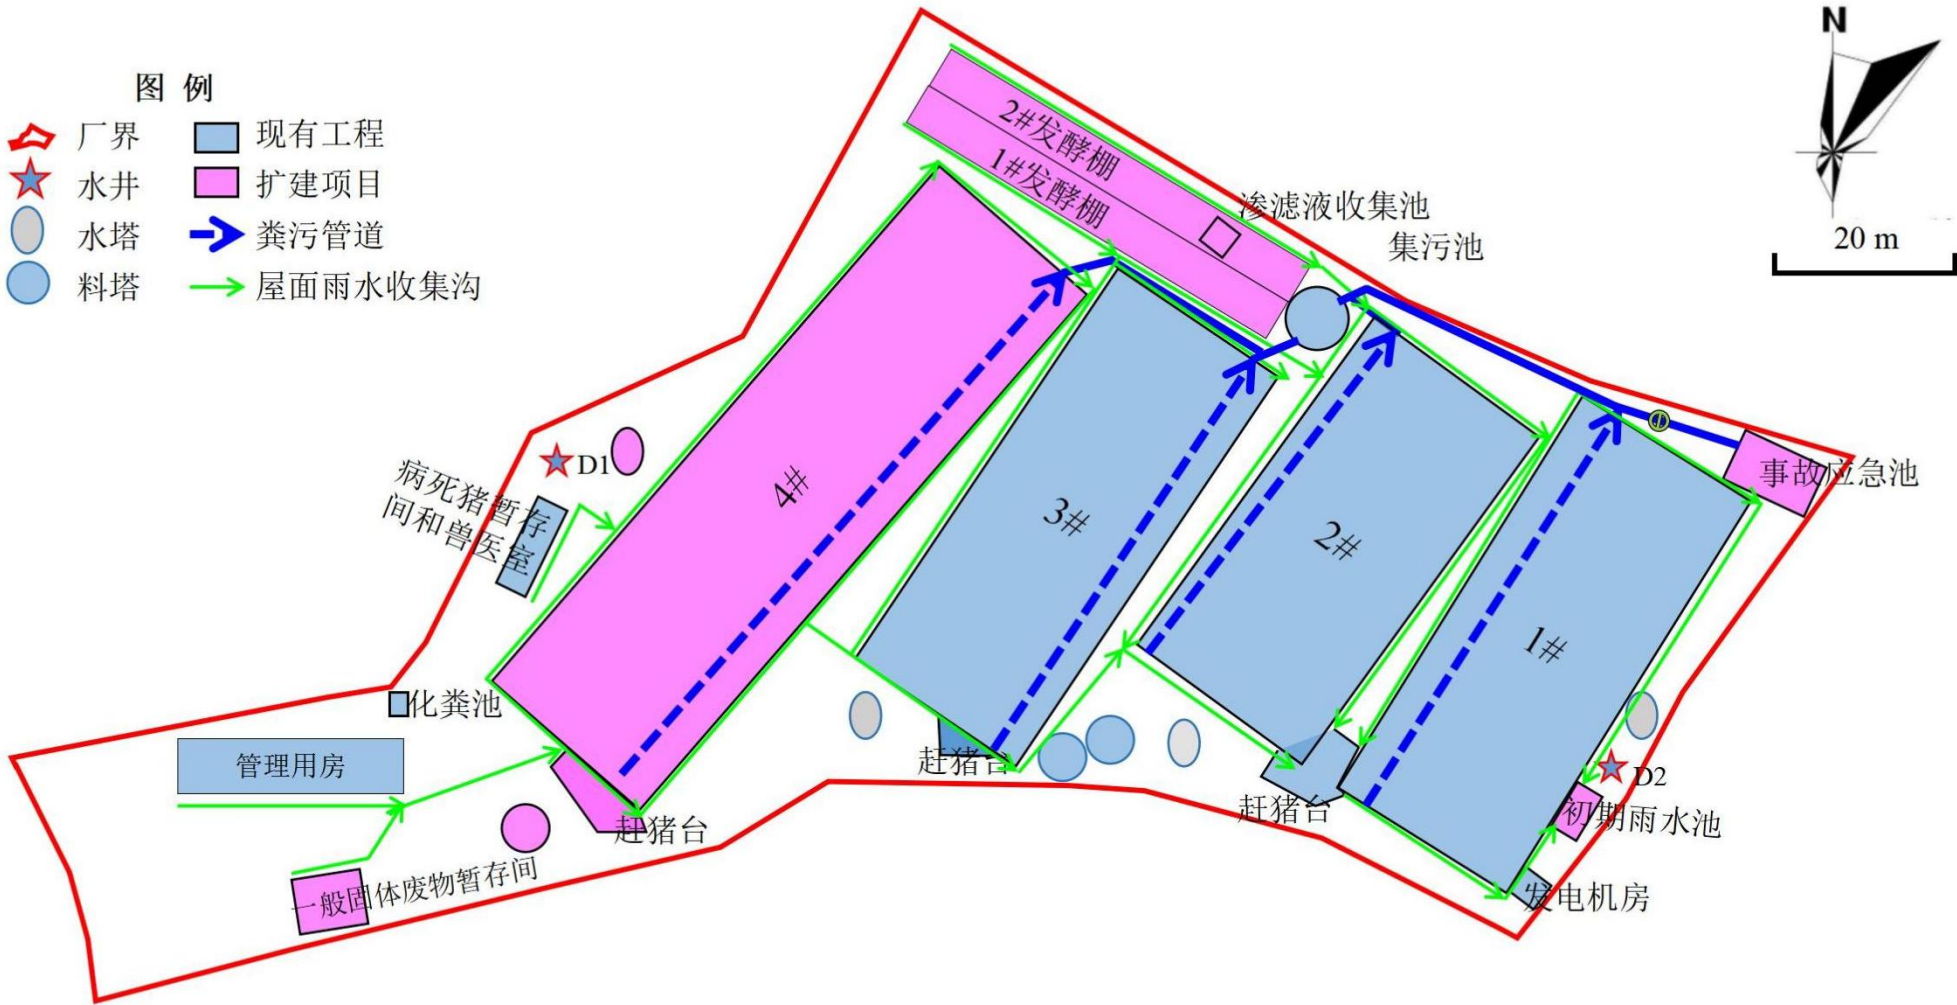 图 例
厂界
现有工程
水井
扩建项目
水塔
粪污管道
料塔
屋面雨水收集沟
N
20 m
2#发酵棚
1#发酵棚
渗滤液收集池
集污池
D1
病死猪暂存
间和兽医室
4#
3#
2#
1#
事故应急池
化粪池
管理用房
赶猪台
赶猪台
赶猪台
D2
初期雨水池
一般固体废物暂存间
发电机房